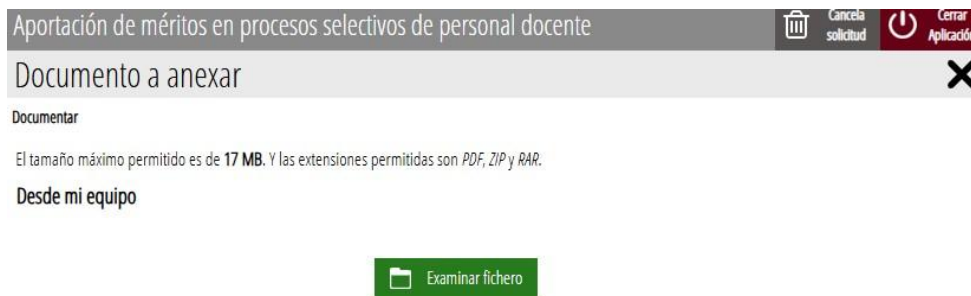 Aportación de méritos en procesos selectivos de personal docente
Cancela solicitud
Cerrar Aplicación
Documento a anexar
Documentar
El tamaño máximo permitido es de 17 MB. Y las extensiones permitidas son PDF, ZIP y RAR.
Desde mi equipo
Examinar fichero